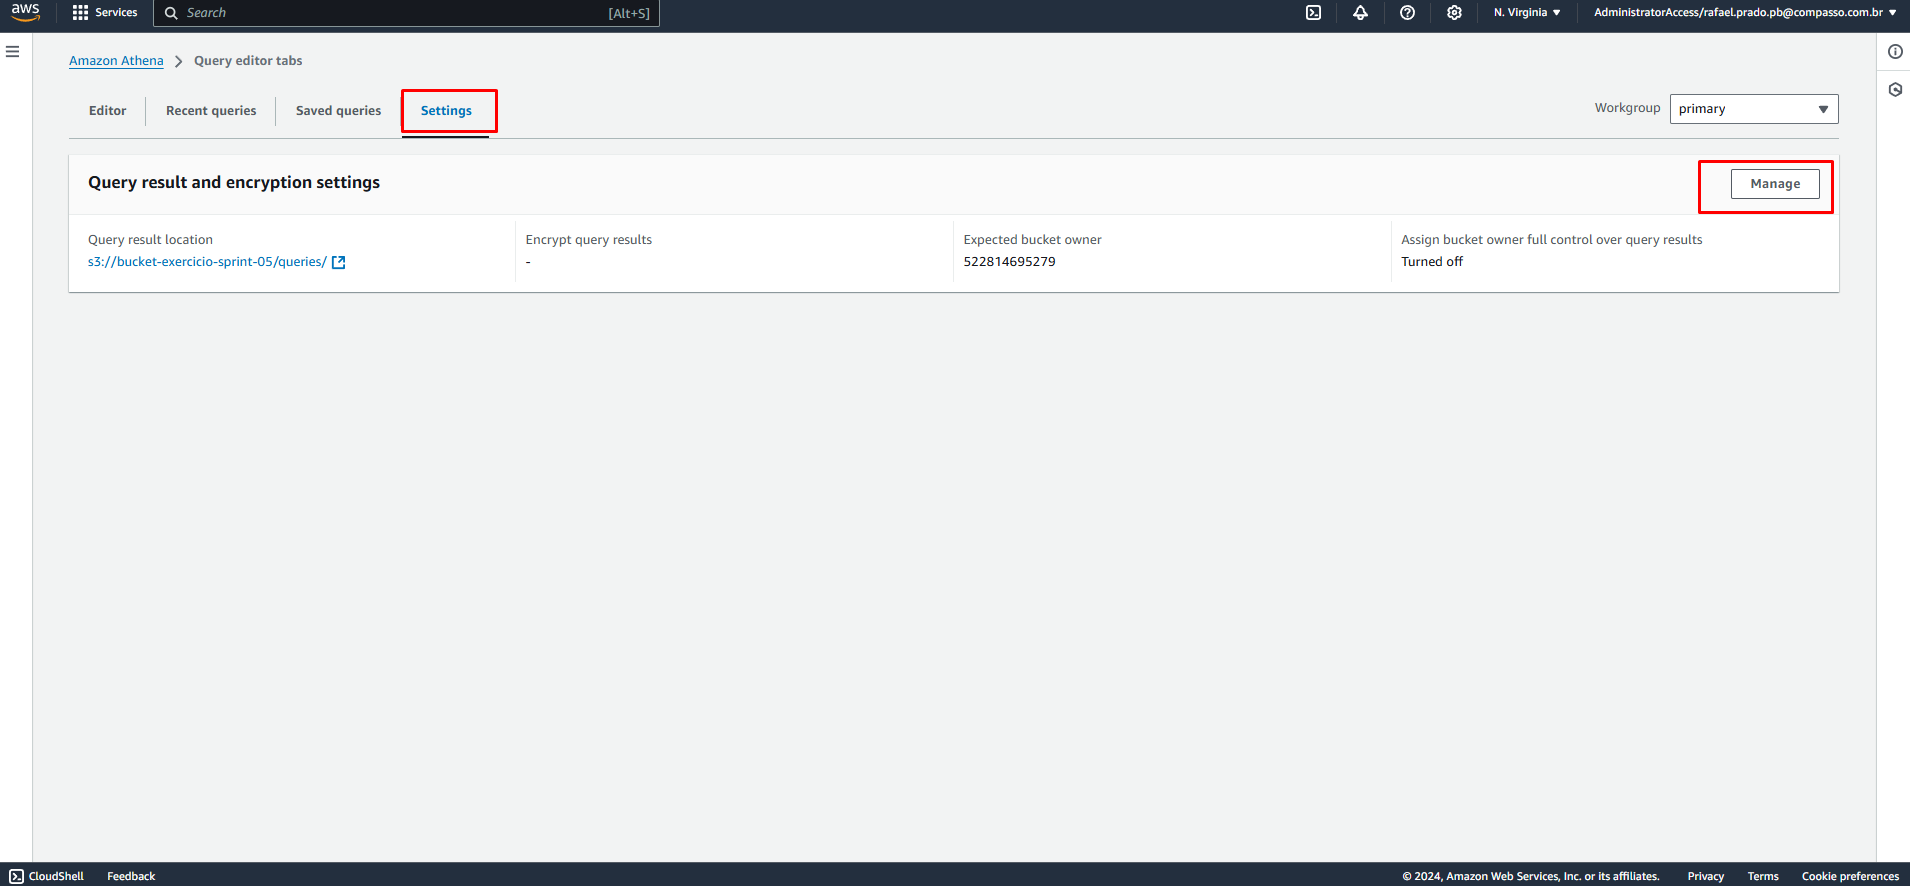 aws
Services
Search
[Alt+S]
N. Virginia
AdministratorAccess/rafael.prado.pb@compasso.com.br
Amazon Athena
Query editor tabs
Editor
Recent queries
Saved queries
Settings
Workgroup
primary
Query result and encryption settings
Manage
Query result location
s3://bucket-exercicio-sprint-05/queries/
Encrypt query results
-
Expected bucket owner
522814695279
Assign bucket owner full control over query results
Turned off
CloudShell
Feedback
© 2024, Amazon Web Services, Inc. or its affiliates.
Privacy
Terms
Cookie preferences